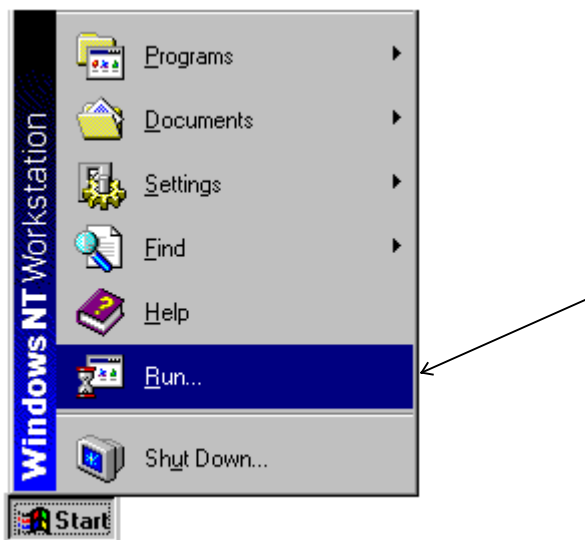 Windows NT Workstation
Programs
Documents
Settings
Find
Help
Run...
Shut Down...
Start